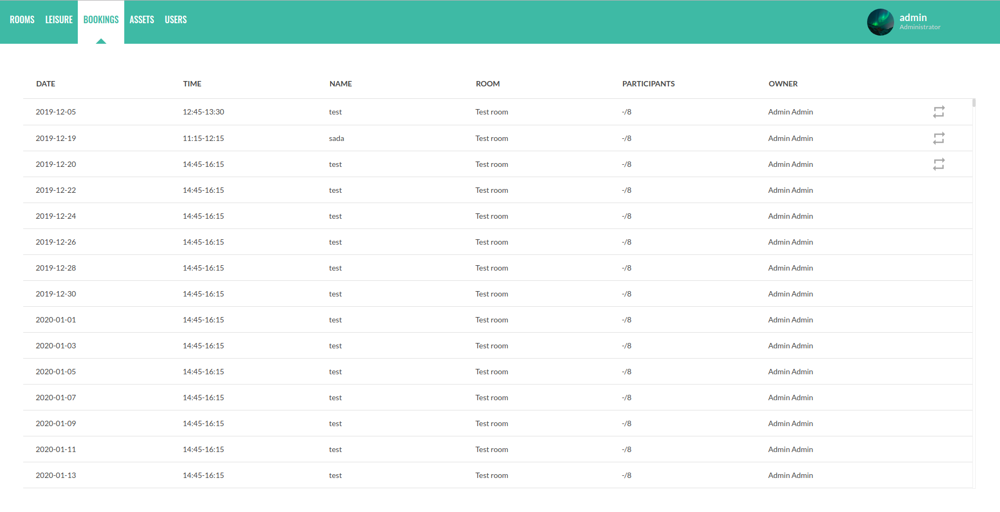 ROOMS LEISURE BOOKINGS ASSETS USERS admin
Administrator
DATE TIME NAME ROOM PARTICIPANTS OWNER
2019-12-05 12:45-13:30 test Test room -/8 Admin Admin
2019-12-19 11:15-12:15 sada Test room -/8 Admin Admin
2019-12-20 14:45-16:15 test Test room -/8 Admin Admin
2019-12-22 14:45-16:15 test Test room -/8 Admin Admin
2019-12-24 14:45-16:15 test Test room -/8 Admin Admin
2019-12-26 14:45-16:15 test Test room -/8 Admin Admin
2019-12-28 14:45-16:15 test Test room -/8 Admin Admin
2019-12-30 14:45-16:15 test Test room -/8 Admin Admin
2020-01-01 14:45-16:15 test Test room -/8 Admin Admin
2020-01-03 14:45-16:15 test Test room -/8 Admin Admin
2020-01-05 14:45-16:15 test Test room -/8 Admin Admin
2020-01-07 14:45-16:15 test Test room -/8 Admin Admin
2020-01-09 14:45-16:15 test Test room -/8 Admin Admin
2020-01-11 14:45-16:15 test Test room -/8 Admin Admin
2020-01-13 14:45-16:15 test Test room -/8 Admin Admin